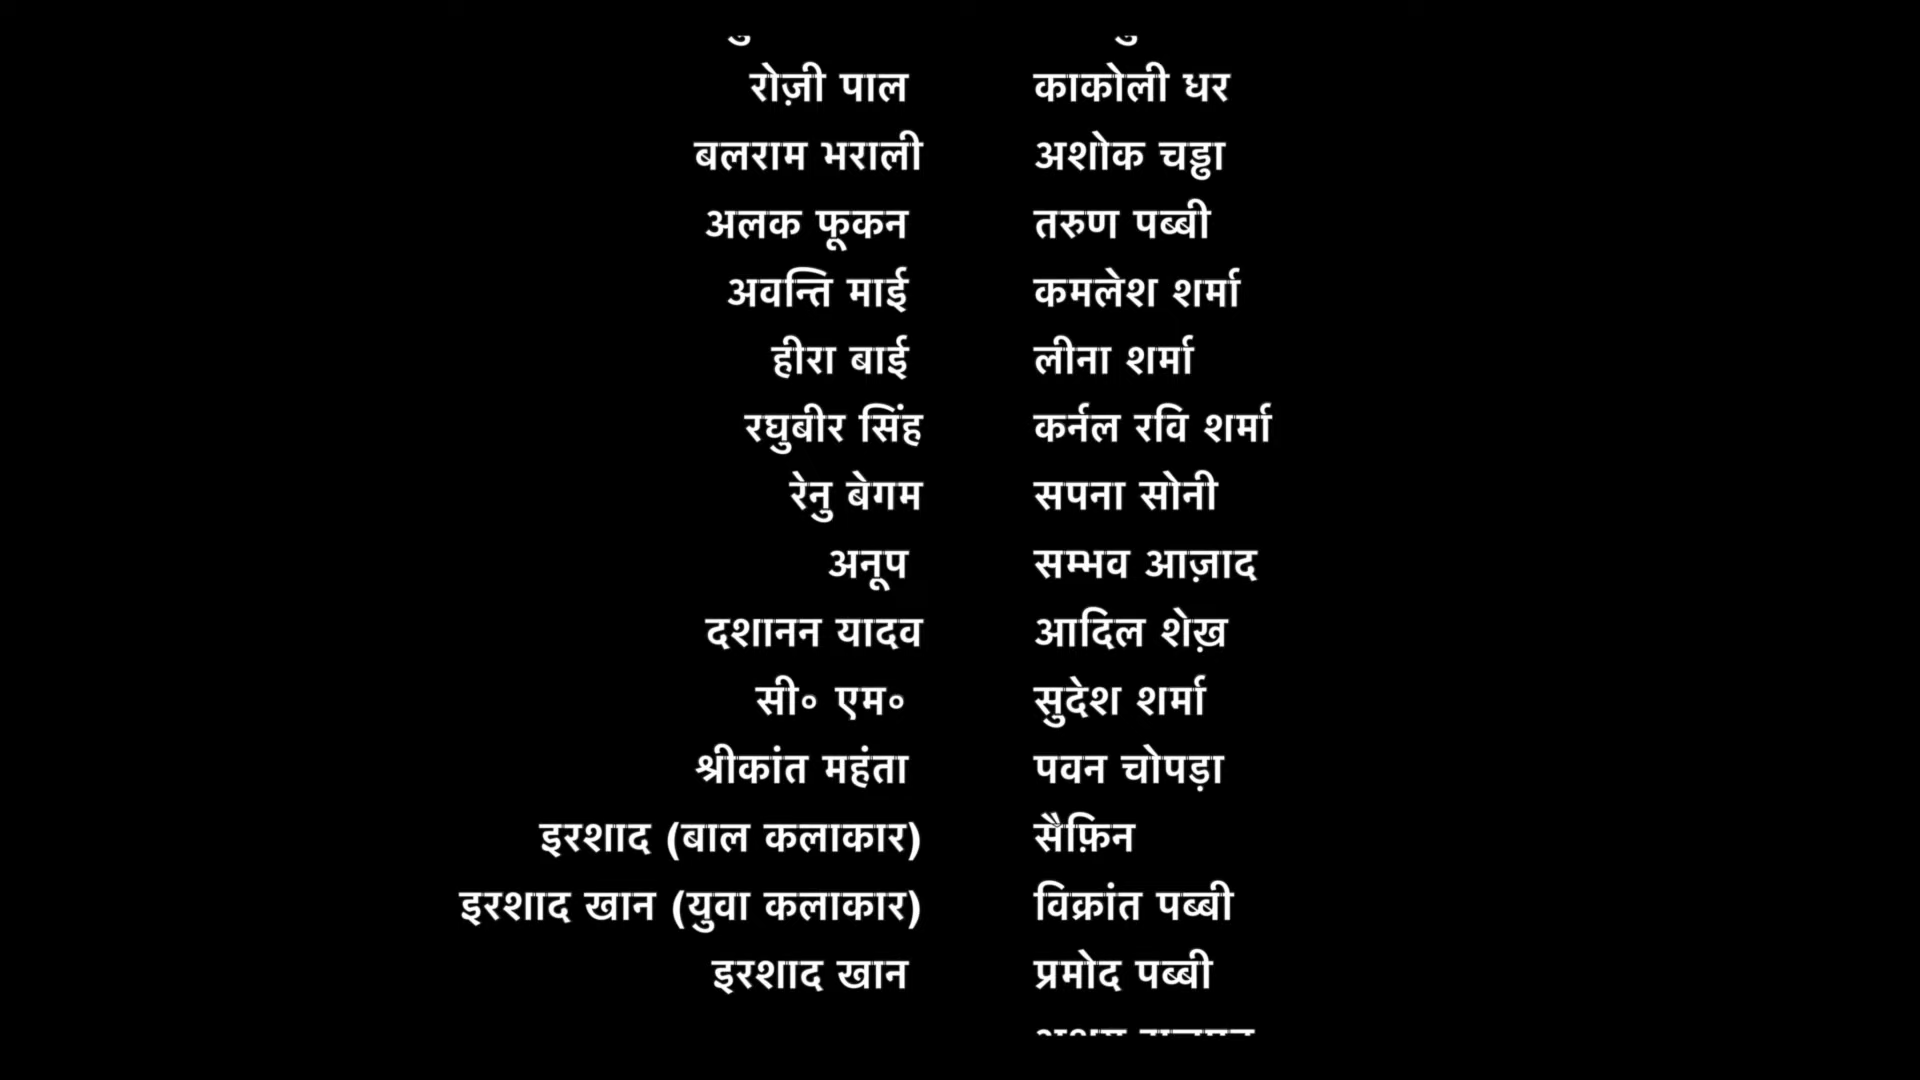 रोज़ी पाल काकोली धर
बलराम भराली अशोक चड्ढा
अलक फूकन तरुण पब्बी
अवन्ति माई कमलेश शर्मा
हीरा बाई लीना शर्मा
रघुबीर सिंह कर्नल रवि शर्मा
रेनु बेगम सपना सोनी
अनूप सम्भव आज़ाद
दशानन यादव आदिल शेख़
सी॰ एम॰ सुदेश शर्मा
श्रीकांत महंता पवन चोपड़ा
इरशाद (बाल कलाकार) सैफ़िन
इरशाद खान (युवा कलाकार) विक्रांत पब्बी
इरशाद खान प्रमोद पब्बी